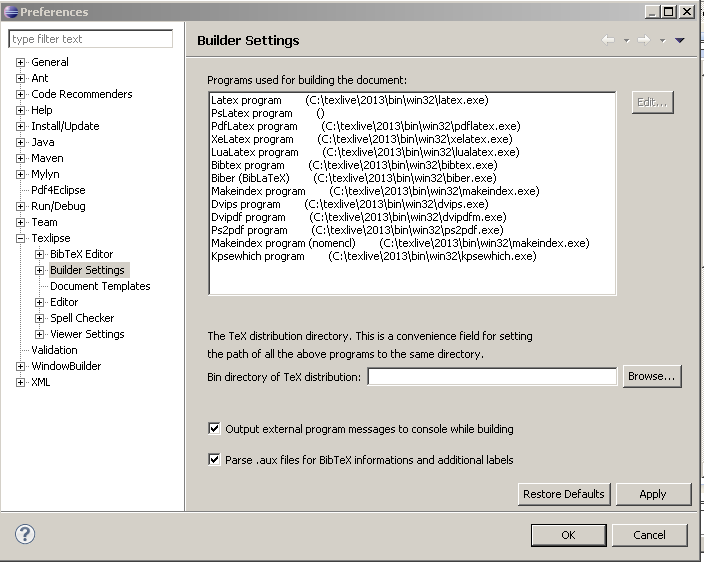 Preferences
type filter text
General
Ant
Code Recommenders
Help
Install/Update
Java
Maven
Mylyn
Pdf4Eclipse
Run/Debug
Team
Texlipse
BibTeX Editor
Builder Settings
Document Templates
Editor
Spell Checker
Viewer Settings
Validation
WindowBuilder
XML
Builder Settings
Programs used for building the document:
Latex program (C:\texlive\2013\bin\win32\latex.exe)
PsLatex program ()
PdfLatex program (C:\texlive\2013\bin\win32\pdflatex.exe)
XeLatex program (C:\texlive\2013\bin\win32\xelatex.exe)
LuaLatex program (C:\texlive\2013\bin\win32\lualatex.exe)
Bibtex program (C:\texlive\2013\bin\win32\bibtex.exe)
Biber (BibLaTeX) (C:\texlive\2013\bin\win32\biber.exe)
Makeindex program (C:\texlive\2013\bin\win32\makeindex.exe)
Dvips program (C:\texlive\2013\bin\win32\dvips.exe)
Dvipdf program (C:\texlive\2013\bin\win32\dvipdfm.exe)
Ps2pdf program (C:\texlive\2013\bin\win32\ps2pdf.exe)
Makeindex program (nomencl) (C:\texlive\2013\bin\win32\makeindex.exe)
Kpsewhich program (C:\texlive\2013\bin\win32\kpsewhich.exe)
Edit...
The TeX distribution directory. This is a convenience field for setting
the path of all the above programs to the same directory.
Bin directory of TeX distribution:
Browse...
Output external program messages to console while building
Parse .aux files for BibTeX informations and additional labels
Restore Defaults
Apply
OK
Cancel